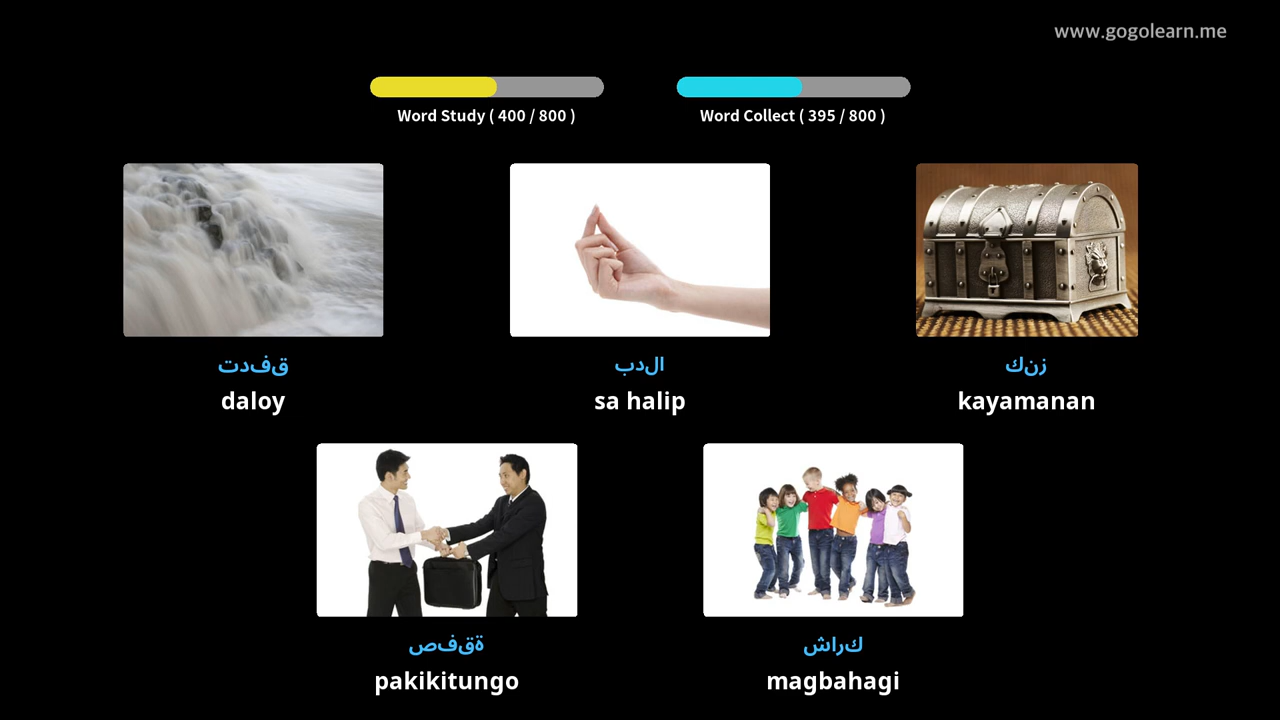 www.gogolearn.me
Word Study ( 400 / 800 )
Word Collect ( 395 / 800 )
قفدت
daloy
الدب
sa halip
زنك
kayamanan
ةقفص
pakikitungo
كراش
magbahagi